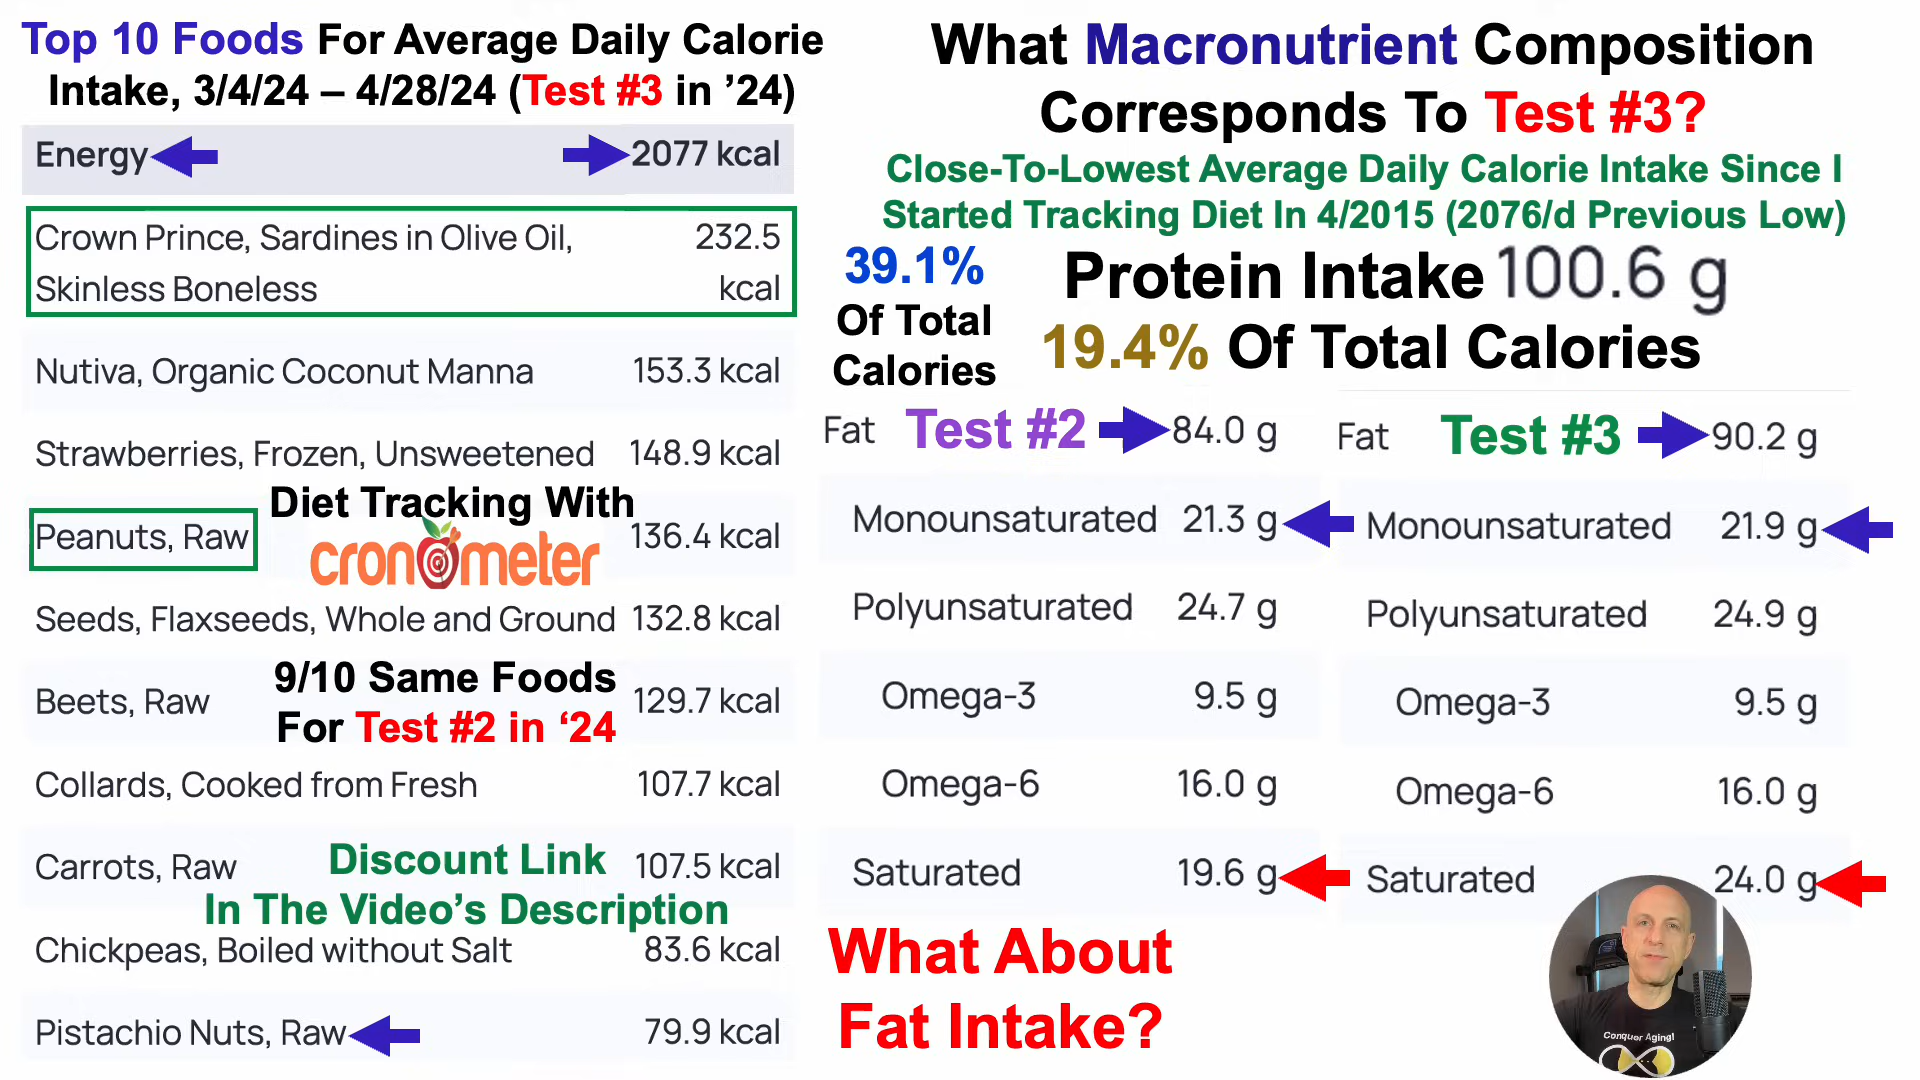 Top 10 Foods For Average Daily Calorie
Intake, 3/4/24 – 4/28/24 (Test #3 in ’24)
Energy 2077 kcal
Crown Prince, Sardines in Olive Oil, 232.5
Skinless Boneless kcal
Nutiva, Organic Coconut Manna 153.3 kcal
Strawberries, Frozen, Unsweetened 148.9 kcal
Diet Tracking With
Peanuts, Raw 136.4 kcal
cronometer
Seeds, Flaxseeds, Whole and Ground 132.8 kcal
9/10 Same Foods
Beets, Raw 129.7 kcal
For Test #2 in ‘24
Collards, Cooked from Fresh 107.7 kcal
Discount Link
Carrots, Raw 107.5 kcal
In The Video’s Description
Chickpeas, Boiled without Salt 83.6 kcal
Pistachio Nuts, Raw 79.9 kcal
What Macronutrient Composition
Corresponds To Test #3?
Close-To-Lowest Average Daily Calorie Intake Since I
Started Tracking Diet In 4/2015 (2076/d Previous Low)
39.1%
Of Total
Calories
Protein Intake 100.6 g
19.4% Of Total Calories
Fat Test #2 84.0 g
Monounsaturated 21.3 g
Polyunsaturated 24.7 g
Omega-3 9.5 g
Omega-6 16.0 g
Saturated 19.6 g
Fat Test #3 90.2 g
Monounsaturated 21.9 g
Polyunsaturated 24.9 g
Omega-3 9.5 g
Omega-6 16.0 g
Saturated 24.0 g
What About
Fat Intake?
Conquer Aging!